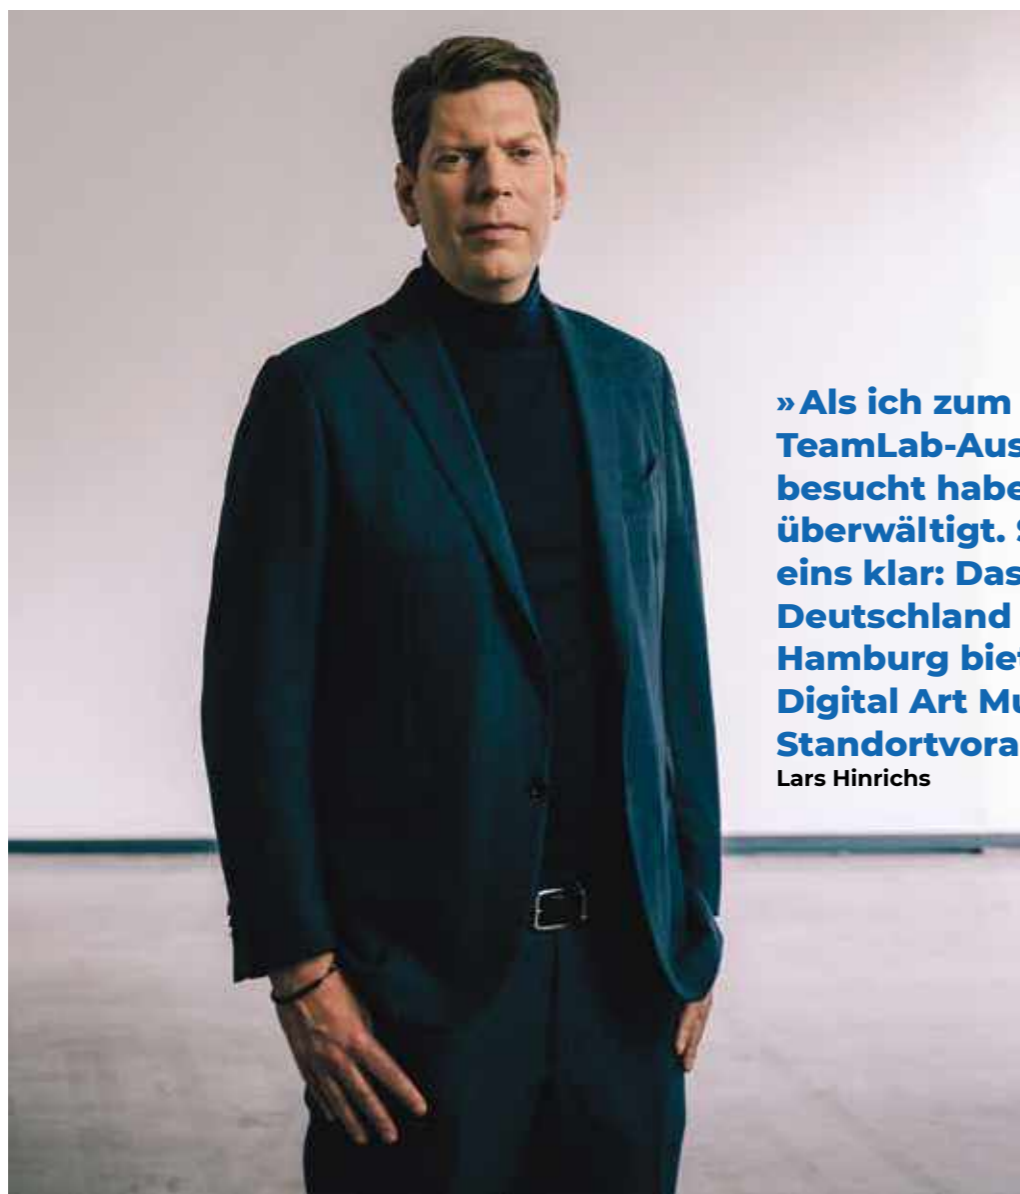 »Als ich zum
TeamLab-Aus
besucht habe
überwältigt.
eins klar: Das
Deutschland
Hamburg bie
Digital Art Mu
Standortvora
Lars Hinrichs